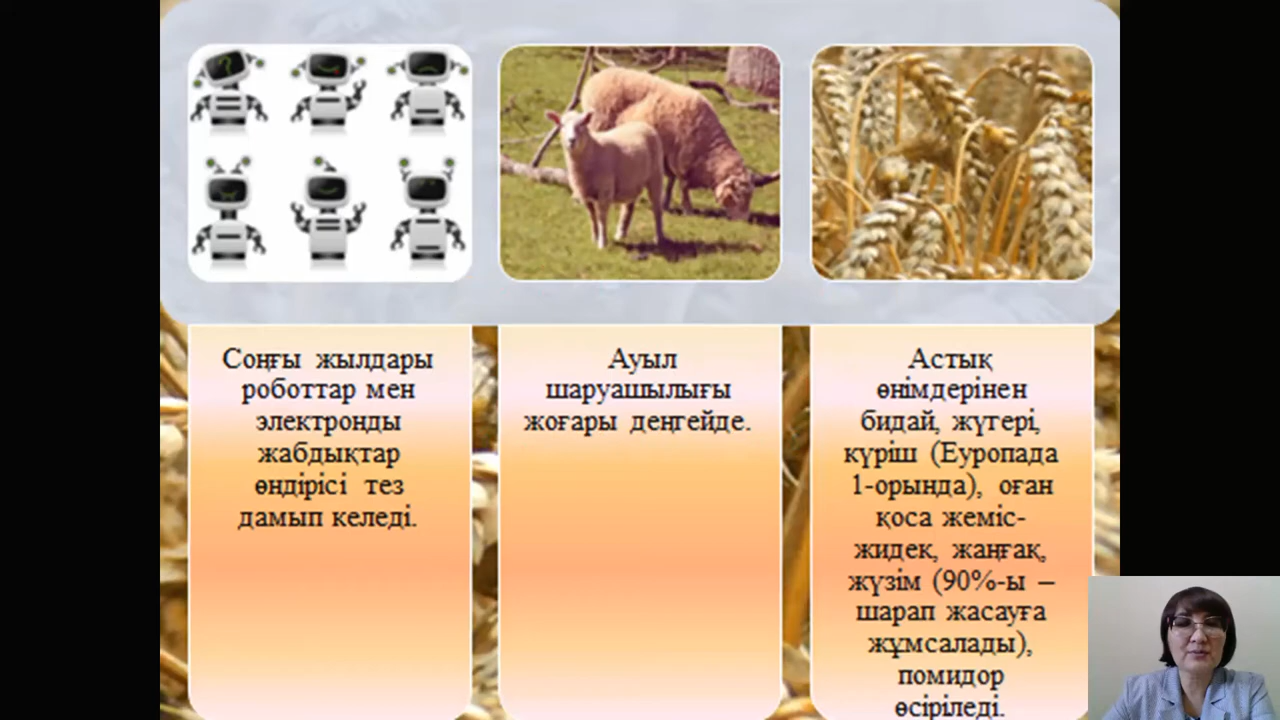 Соңғы жылдары
роботтар мен
электронды
жабдықтар
өндірісі тез
дамып келеді.
Ауыл
шаруашылығы
жоғары деңгейде.
Астық
өнімдерінен
бидай, жүгері,
күріш (Еуропада
1-орында), оған
қоса жеміс-
жидек, жаңғақ,
жүзім (90%-ы –
шарап жасауға
жұмсалады),
помидор
өсіріледі.